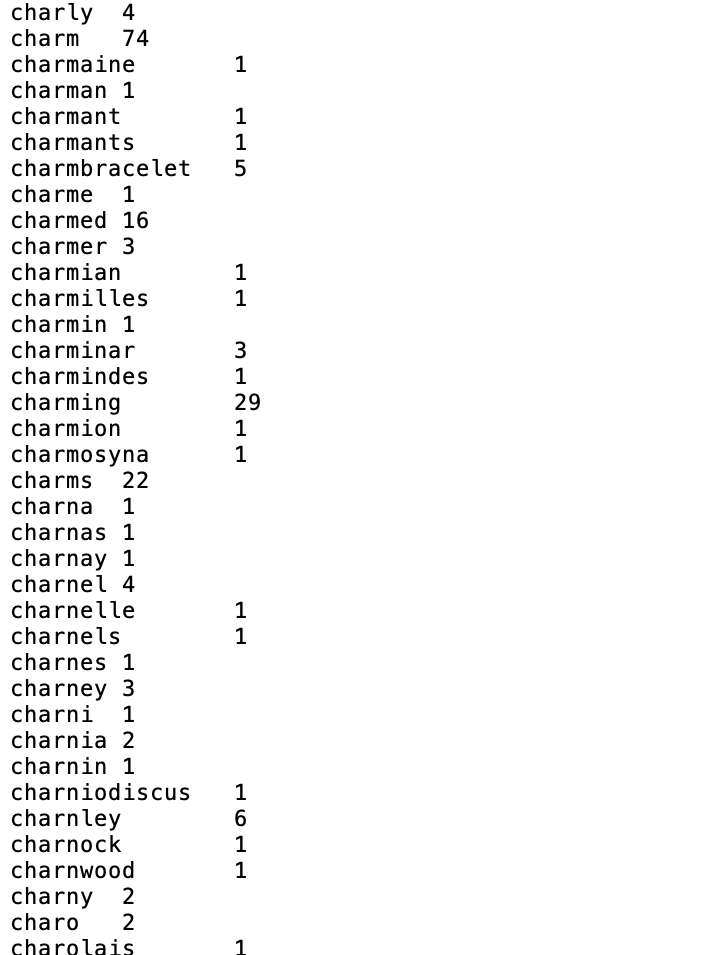 charly	4
charm	74
charmaine	1
charman	1
charmant	1
charmants	1
charmbracelet	5
charme	1
charmed	16
charmer	3
charmian	1
charmilles	1
charmin	1
charminar	3
charmindes	1
charming	29
charmion	1
charmosyna	1
charms	22
charna	1
charnas	1
charnay	1
charnel	4
charnelle	1
charnels	1
charnes	1
charney	3
charni	1
charnia	2
charnin	1
charniodiscus	1
charnley	6
charnock	1
charnwood	1
charny	2
charo	2
charolais	1